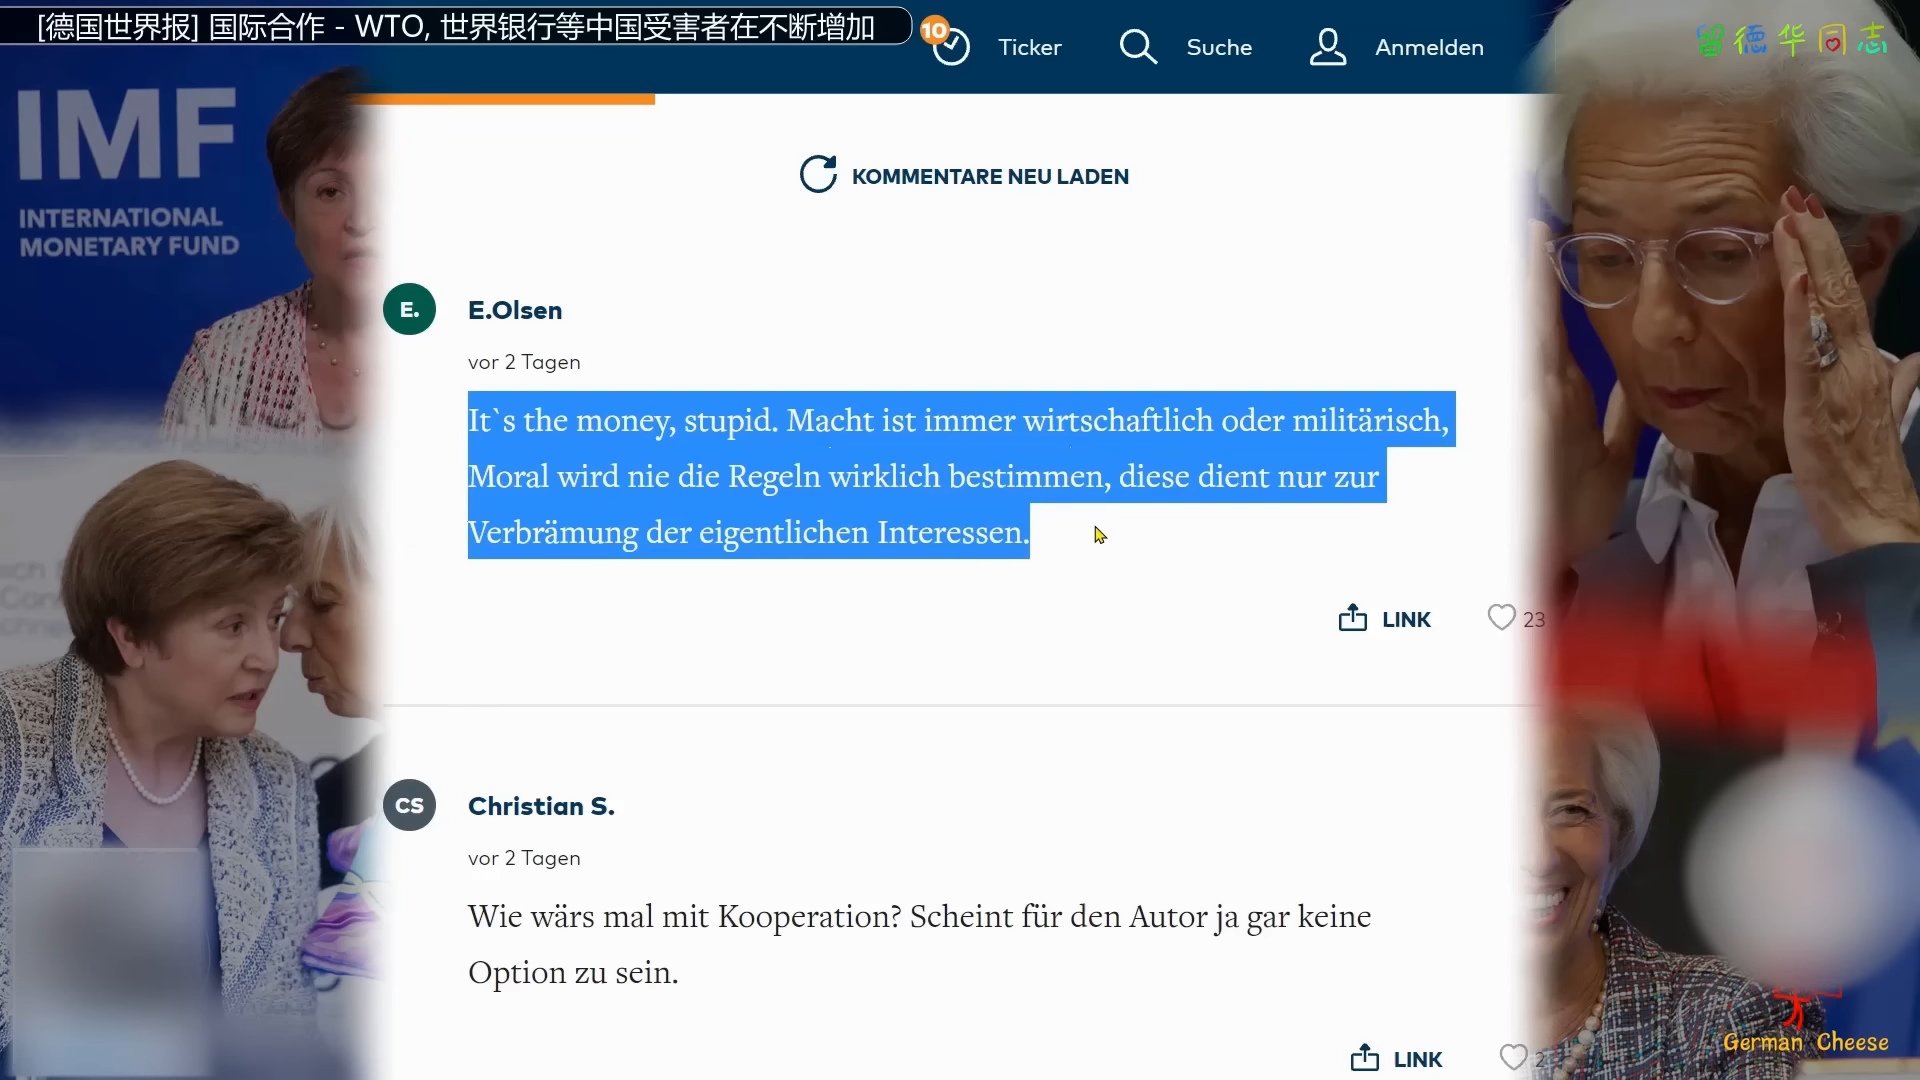 [德国世界报] 国际合作 - WTO, 世界银行等中国受害者在不断增加
10
Ticker
Suche
Anmelden
留德华同志
IMF
INTERNATIONAL
MONETARY FUND
KOMMENTARE NEU LADEN
E.
E.Olsen
vor 2 Tagen
It`s the money, stupid. Macht ist immer wirtschaftlich oder militärisch,
Moral wird nie die Regeln wirklich bestimmen, diese dient nur zur
Verbrämung der eigentlichen Interessen.
LINK
23
CS
Christian S.
vor 2 Tagen
Wie wärs mal mit Kooperation? Scheint für den Autor ja gar keine
Option zu sein.
LINK
2
German Cheese